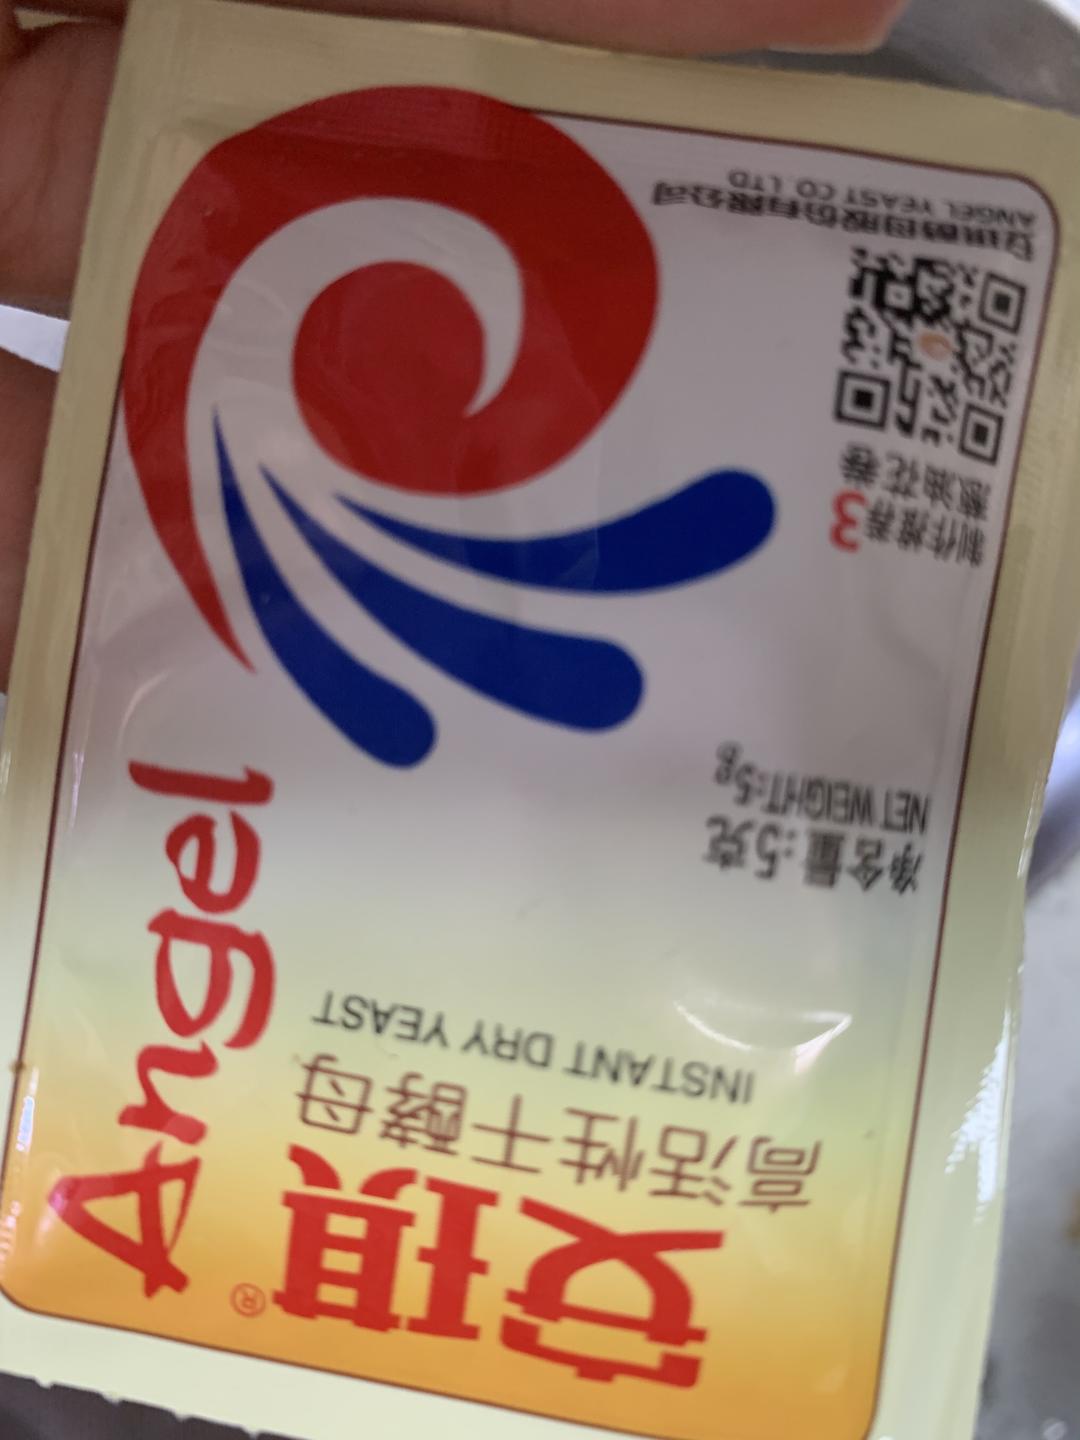 安琪®
高活性干酵母
INSTANT DRY YEAST
Angel
净含量:5克
NET WEIGHT:5g
制作推荐3
葱油花卷
安琪酵母股份有限公司
ANGEL YEAST CO. LTD